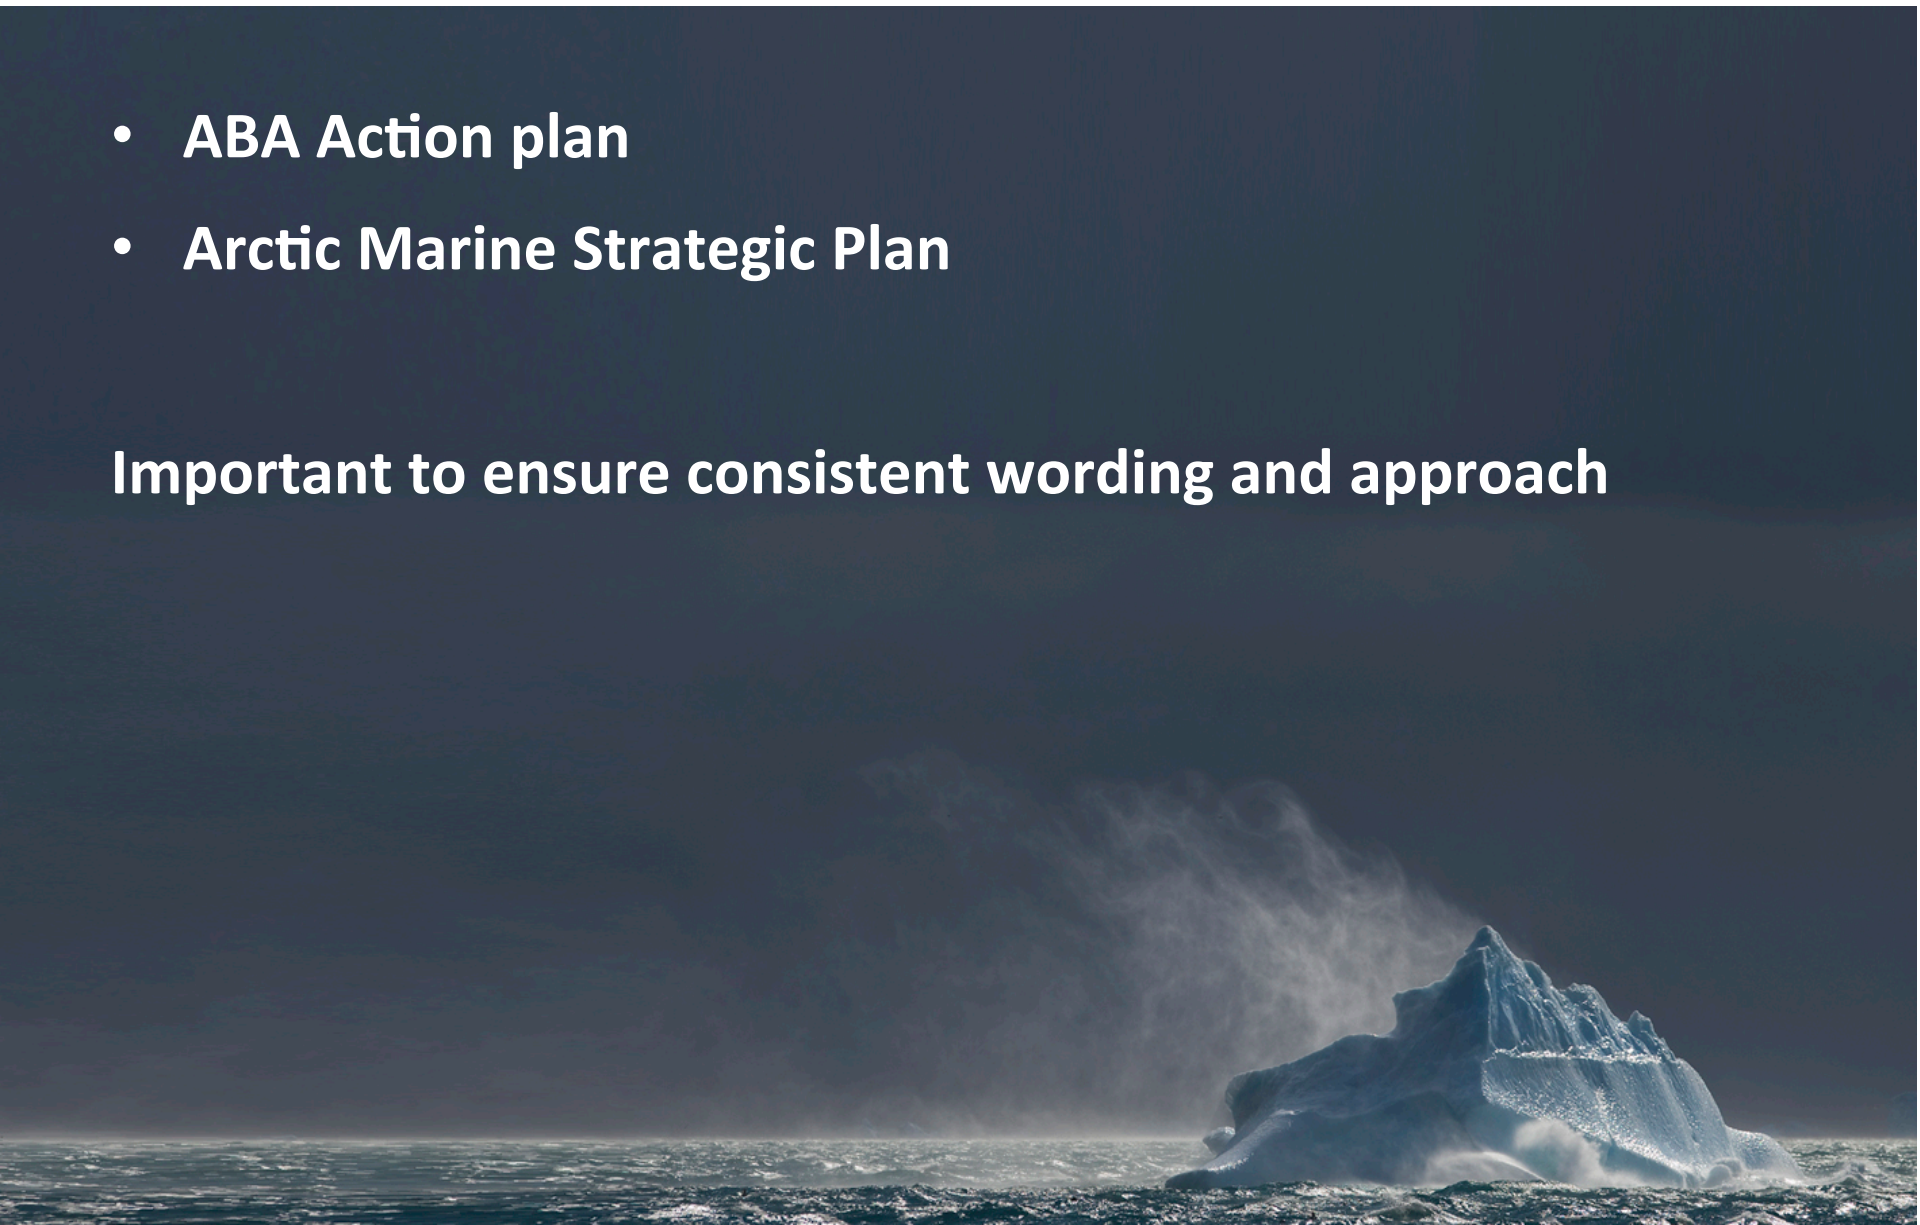 • ABA Action plan
• Arctic Marine Strategic Plan
Important to ensure consistent wording and approach